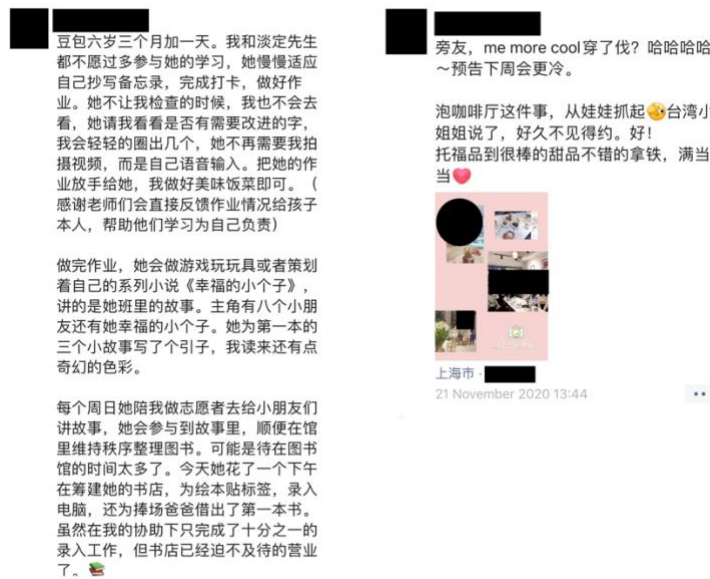 豆包六岁三个月加一天。我和淡定先生
都不愿过多参与她的学习，她慢慢适应
自己抄写备忘录，完成打卡，做好作
业。她不让我检查的时候，我也不会去
看，她请我看看是否有需要改进的字，
我会轻轻的圈出几个，她不再需要我拍
摄视频，而是自己语音输入。把她的作
业放手给她，我做好美味饭菜即可。（
感谢老师们会直接反馈作业情况给孩子
本人，帮助他们学习为自己负责）
做完作业，她会做游戏玩玩具或者策划
着自己的系列小说《幸福的小个子》，
讲的是她班里的故事。主角有八个小朋
友还有她幸福的小个子。她为第一本的
三个小故事写了个引子，我读来还有点
奇幻的色彩。
每个周日她陪我做志愿者去给小朋友们
讲故事，她会参与到故事里，顺便在馆
里维持秩序整理图书。可能是待在图书
馆的时间太多了。今天她花了一个下午
在筹建她的书店，为绘本贴标签，录入
电脑，还为捧场爸爸借出了第一本书。
虽然在我的协助下只完成了十分之一的
录入工作，但书店已经迫不及待的营业
了。📚
旁友，me more cool穿了伐？哈哈哈哈
～预告下周会更冷。
泡咖啡厅这件事，从娃娃抓起🧐台湾小
姐姐说了，好久不见得约。好！
托福品到很棒的甜品不错的拿铁，满当
当❤
上海市 ·
21 November 2020 13:44